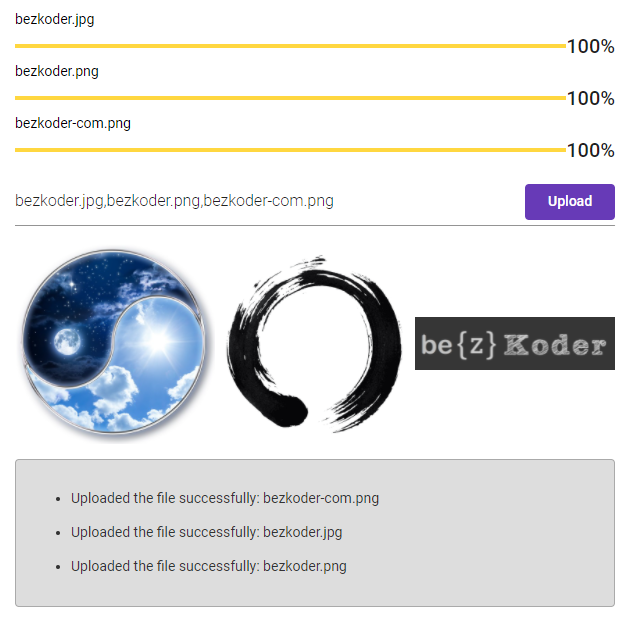 bezkoder.jpg
100%
bezkoder.png
100%
bezkoder-com.png
100%
bezkoder.jpg,bezkoder.png,bezkoder-com.png Upload
be{z}Koder
Uploaded the file successfully: bezkoder-com.png
Uploaded the file successfully: bezkoder.jpg
Uploaded the file successfully: bezkoder.png